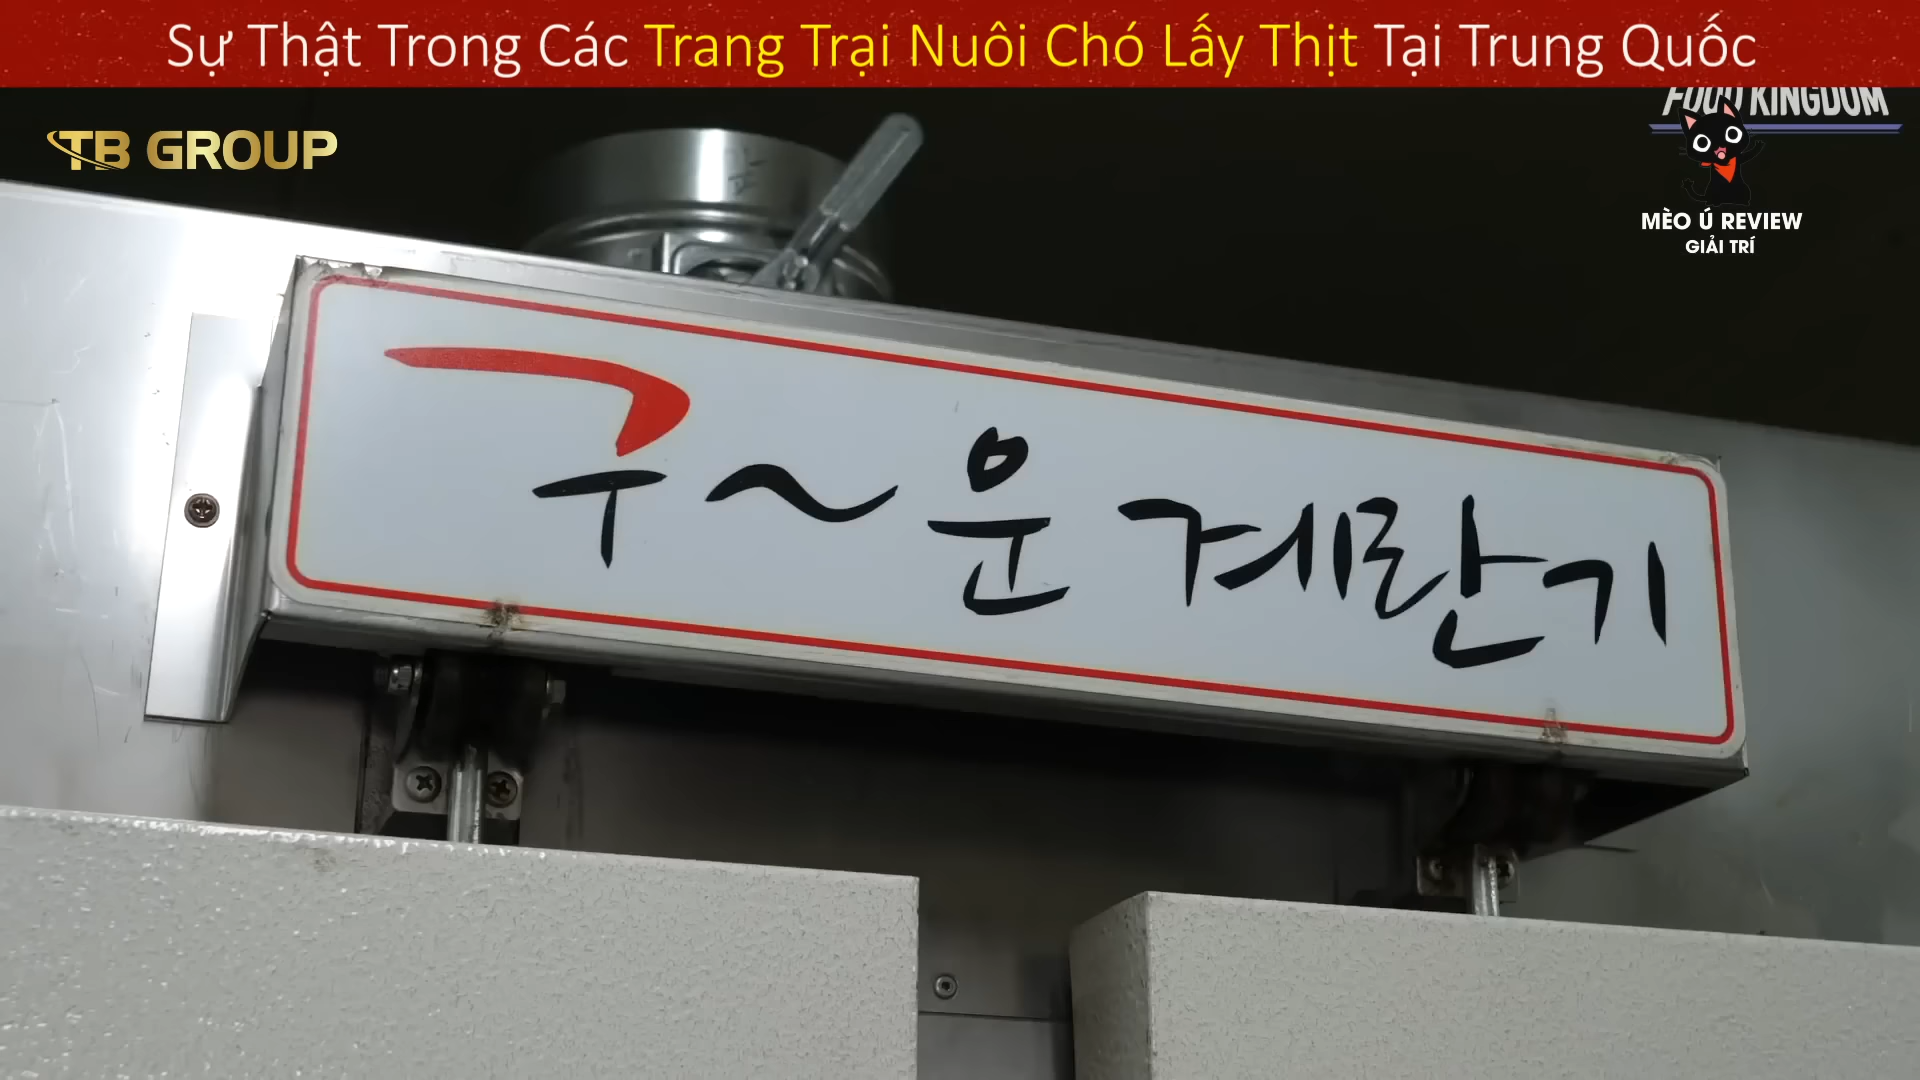 Sự Thật Trong Các Trang Trại Nuôi Chó Lấy Thịt Tại Trung Quốc
FOOD KINGDOM
TB GROUP
MÈO Ú REVIEW
GIẢI TRÍ
구~운 계란기